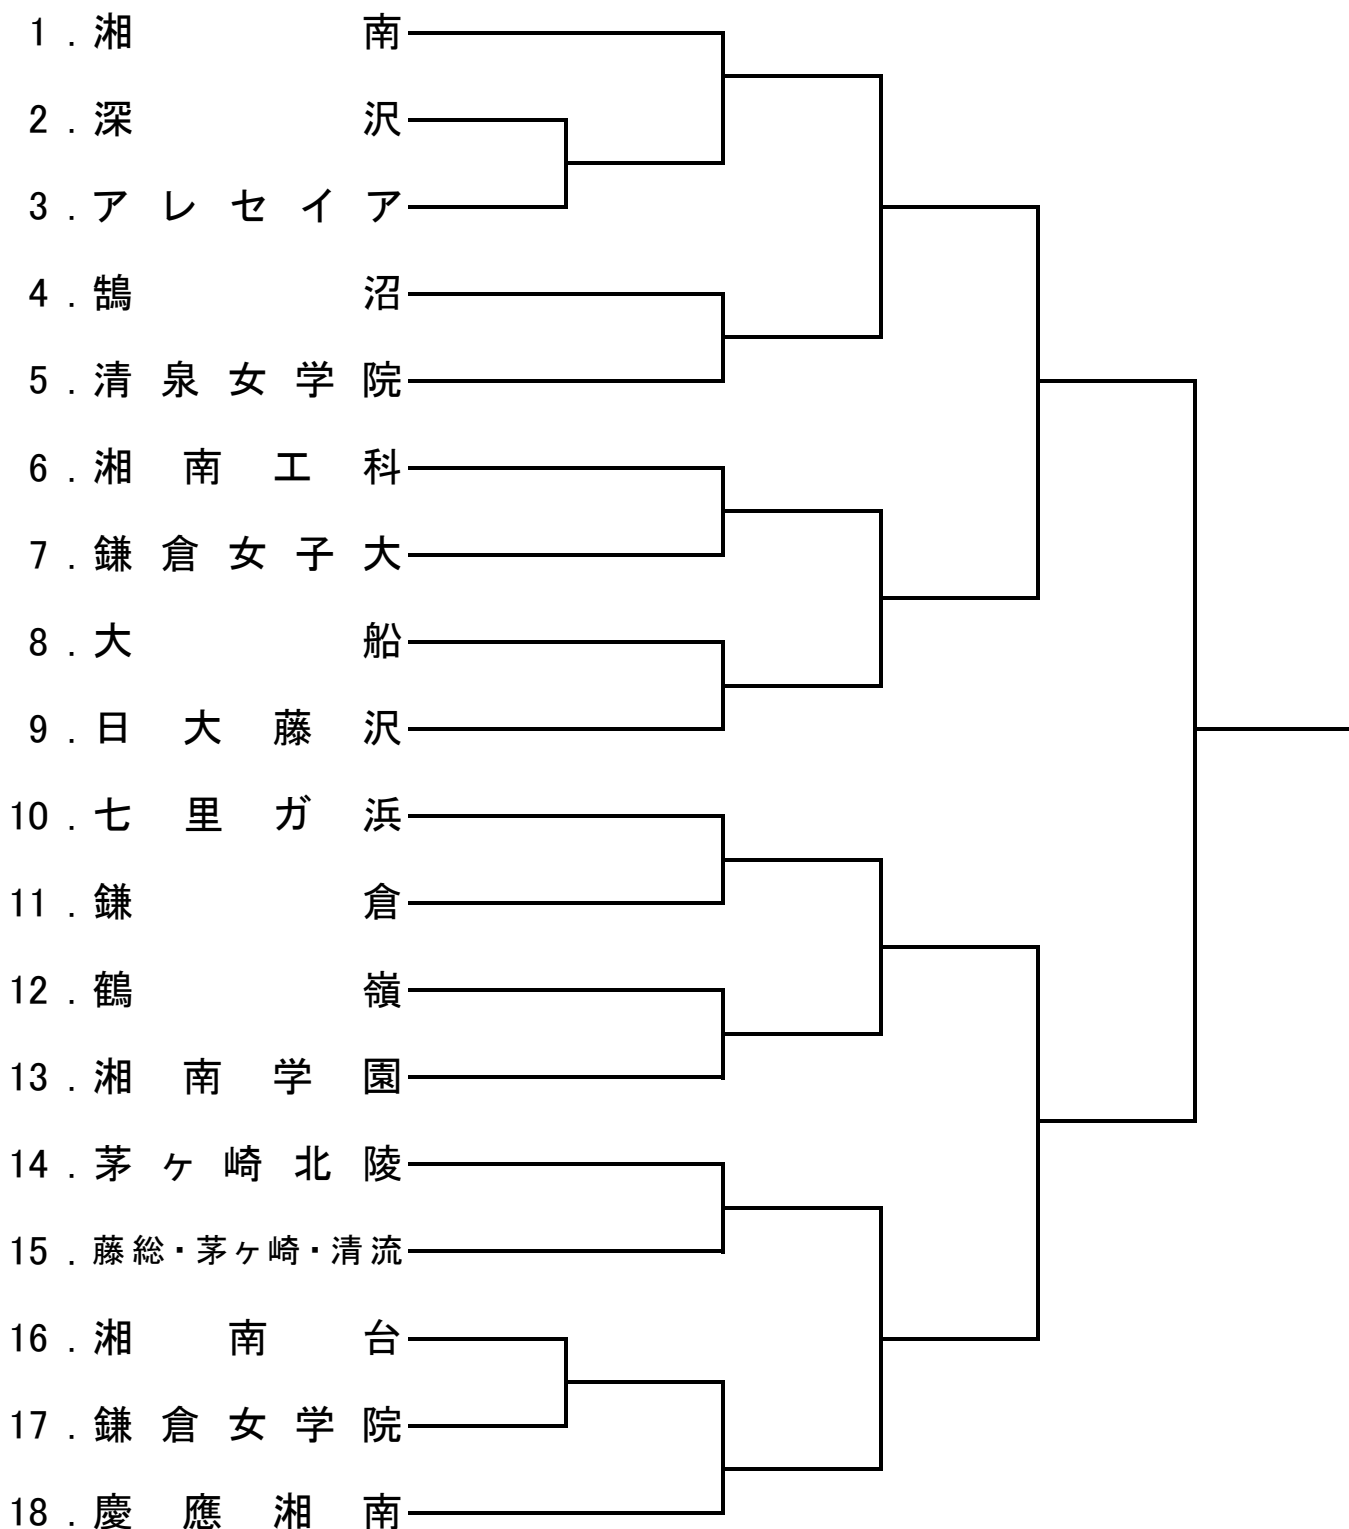 1．湘南
2．深沢
3．アレセイア
4．鵠沼
5．清泉女学院
6．湘南工科
7．鎌倉女子大
8．大船
9．日大藤沢
10．七里ガ浜
11．鎌倉
12．鶴嶺
13．湘南学園
14．茅ヶ崎北陵
15．藤総・茅ヶ崎・清流
16．湘南台
17．鎌倉女学院
18．慶應湘南